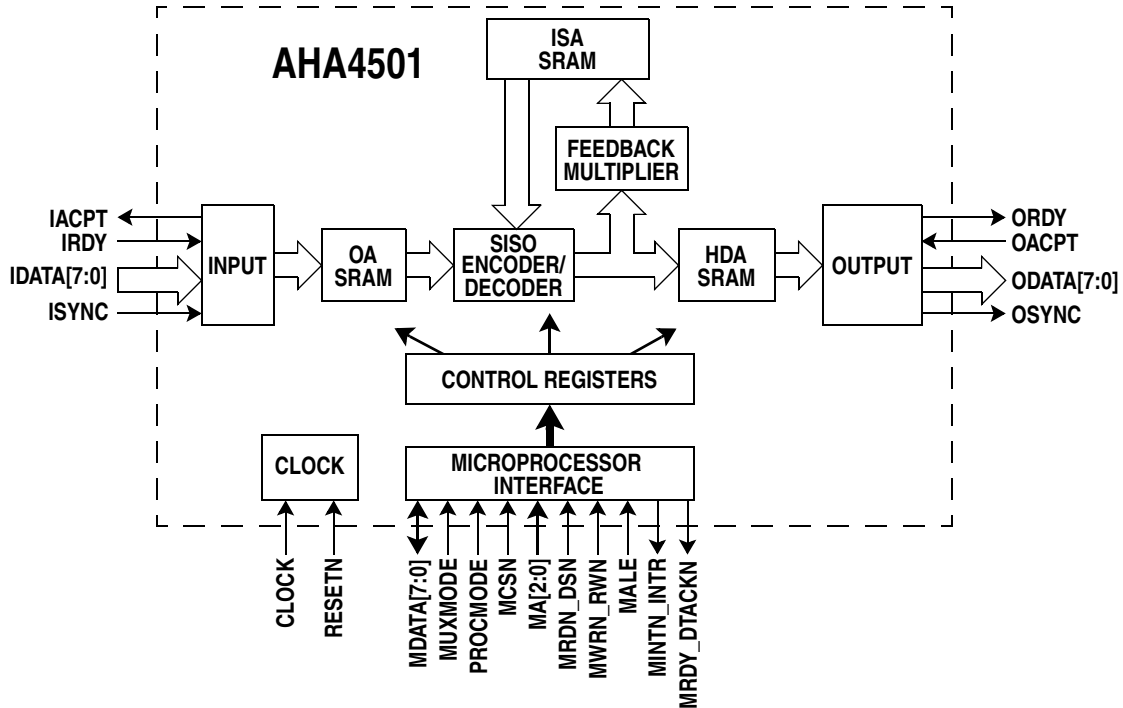 AHA4501
ISA
SRAM
FEEDBACK
MULTIPLIER
IACPT
IRDY
IDATA[7:0]
ISYNC
INPUT
OA
SRAM
SISO
ENCODER/
DECODER
HDA
SRAM
OUTPUT
ORDY
OACPT
ODATA[7:0]
OSYNC
CONTROL REGISTERS
CLOCK
MICROPROCESSOR
INTERFACE
CLOCK
RESETN
MDATA[7:0]
MUXMODE
PROCMODE
MCSN
MA[2:0]
MRDN_DSN
MWRN_RWN
MALE
MINTN_INTR
MRDY_DTACKN